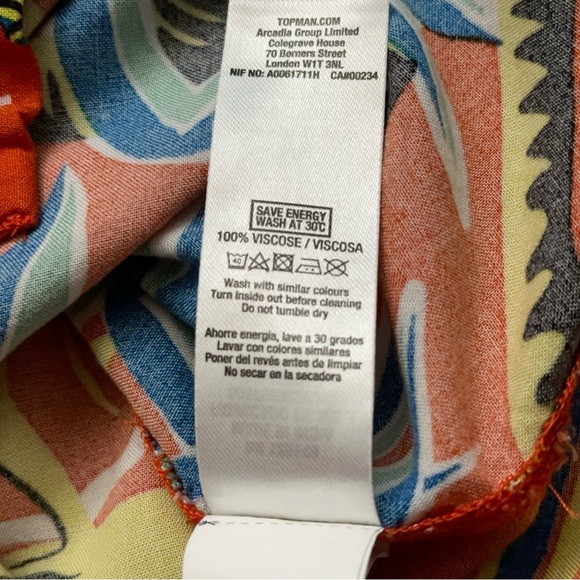 TOPMAN.COM
Arcadia Group Limited
Colegrave House
70 Berners Street
London W1T 3NL
NIF NO: A0061711H CA#00234
SAVE ENERGY
WASH AT 30°C
100% VISCOSE / VISCOSA
40
Wash with similar colours
Turn inside out before cleaning
Do not tumble dry
Ahorre energía, lave a 30 grados
Lavar con colores similares
Poner del revés antes de limpiar
No secar en la secadora